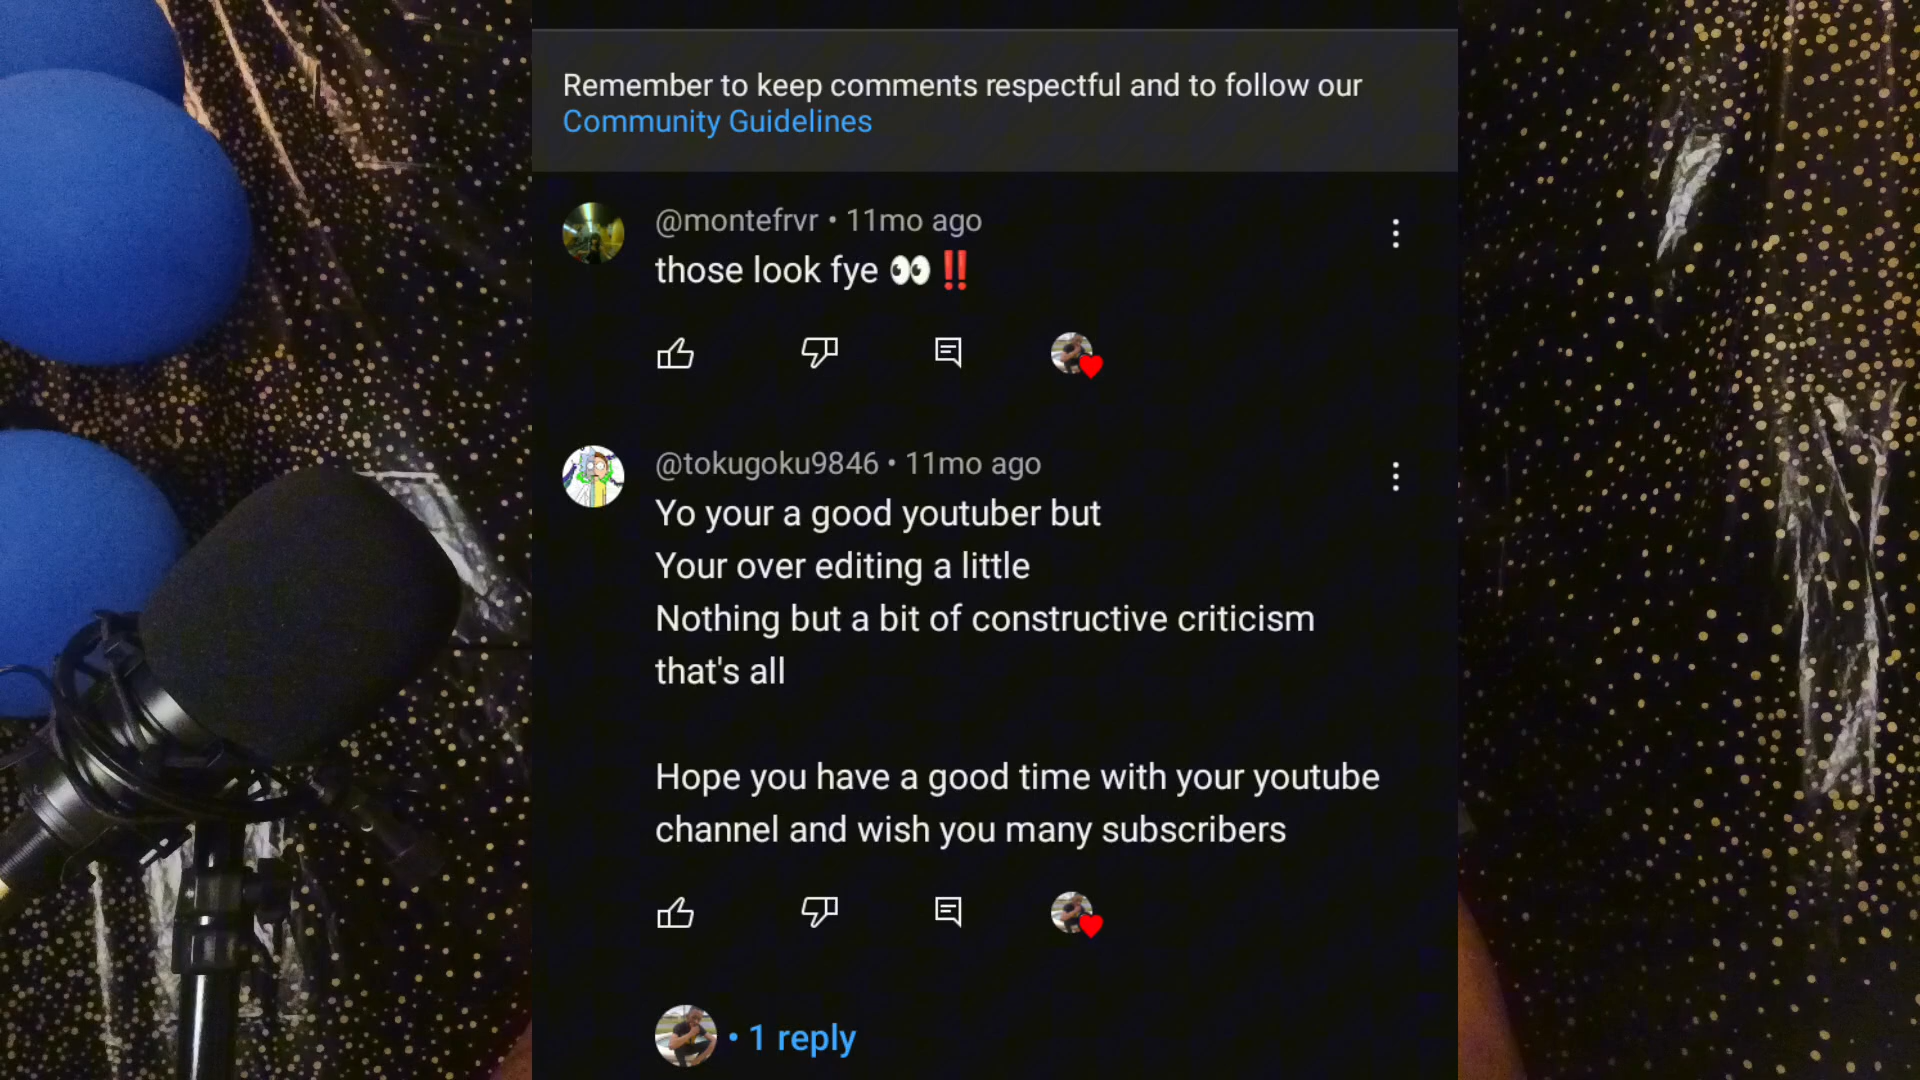 Remember to keep comments respectful and to follow our
Community Guidelines
@montefrvr • 11mo ago
those look fye 👀‼️
@tokugoku9846 • 11mo ago
Yo your a good youtuber but
Your over editing a little
Nothing but a bit of constructive criticism
that's all
Hope you have a good time with your youtube
channel and wish you many subscribers
• 1 reply